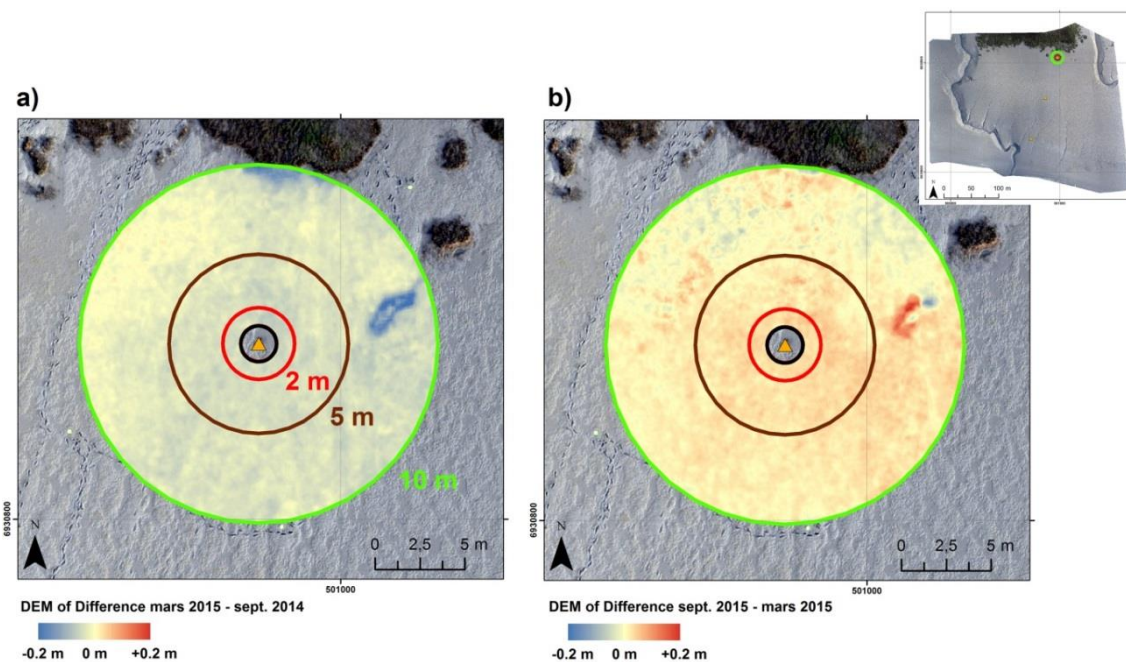 a)
b)
N
0 50 100 m
2 m
5 m
10 m
6930800
N
0 2,5 5 m
501000
6930800
N
0 2,5 5 m
501000
DEM of Difference mars 2015 - sept. 2014
-0.2 m 0 m +0.2 m
DEM of Difference sept. 2015 - mars 2015
-0.2 m 0 m +0.2 m